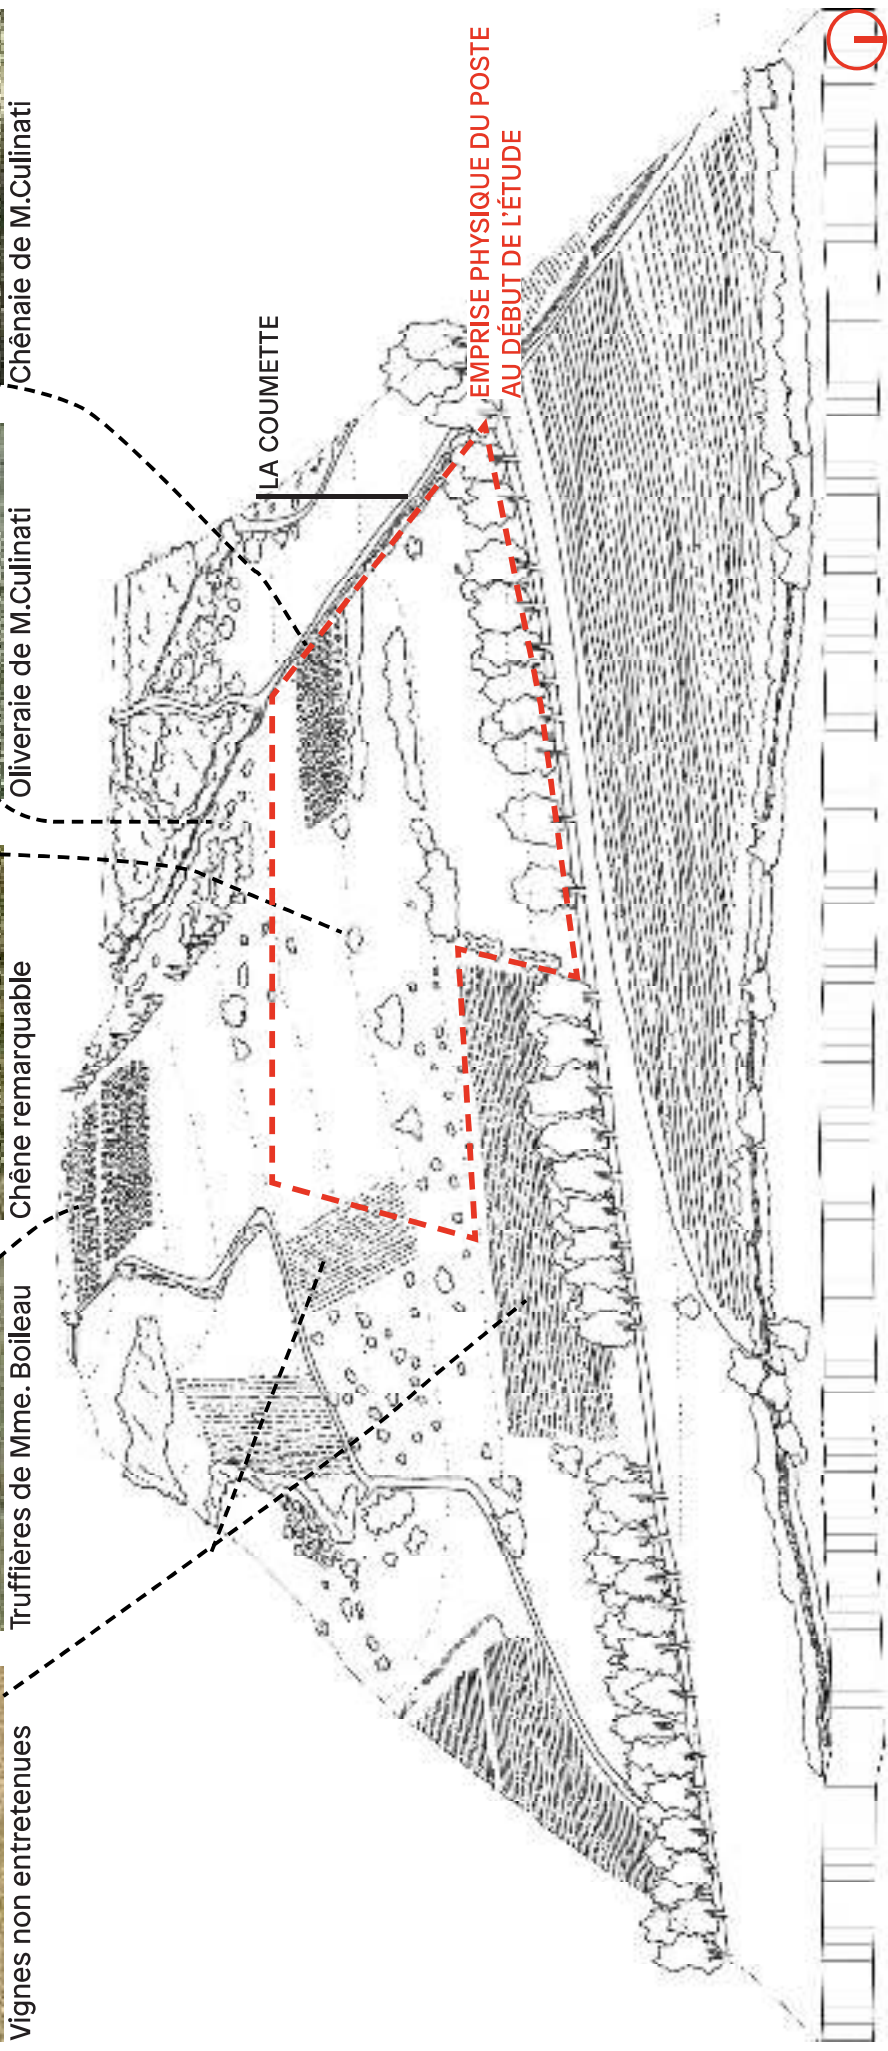 Vignes non entretenues
Truffières de Mme. Boileau
Chêne remarquable
Oliveraie de M.Culinati
Chênaie de M.Culinati
LA COUMETTE
EMPRISE PHYSIQUE DU POSTE
AU DÉBUT DE L'ÉTUDE